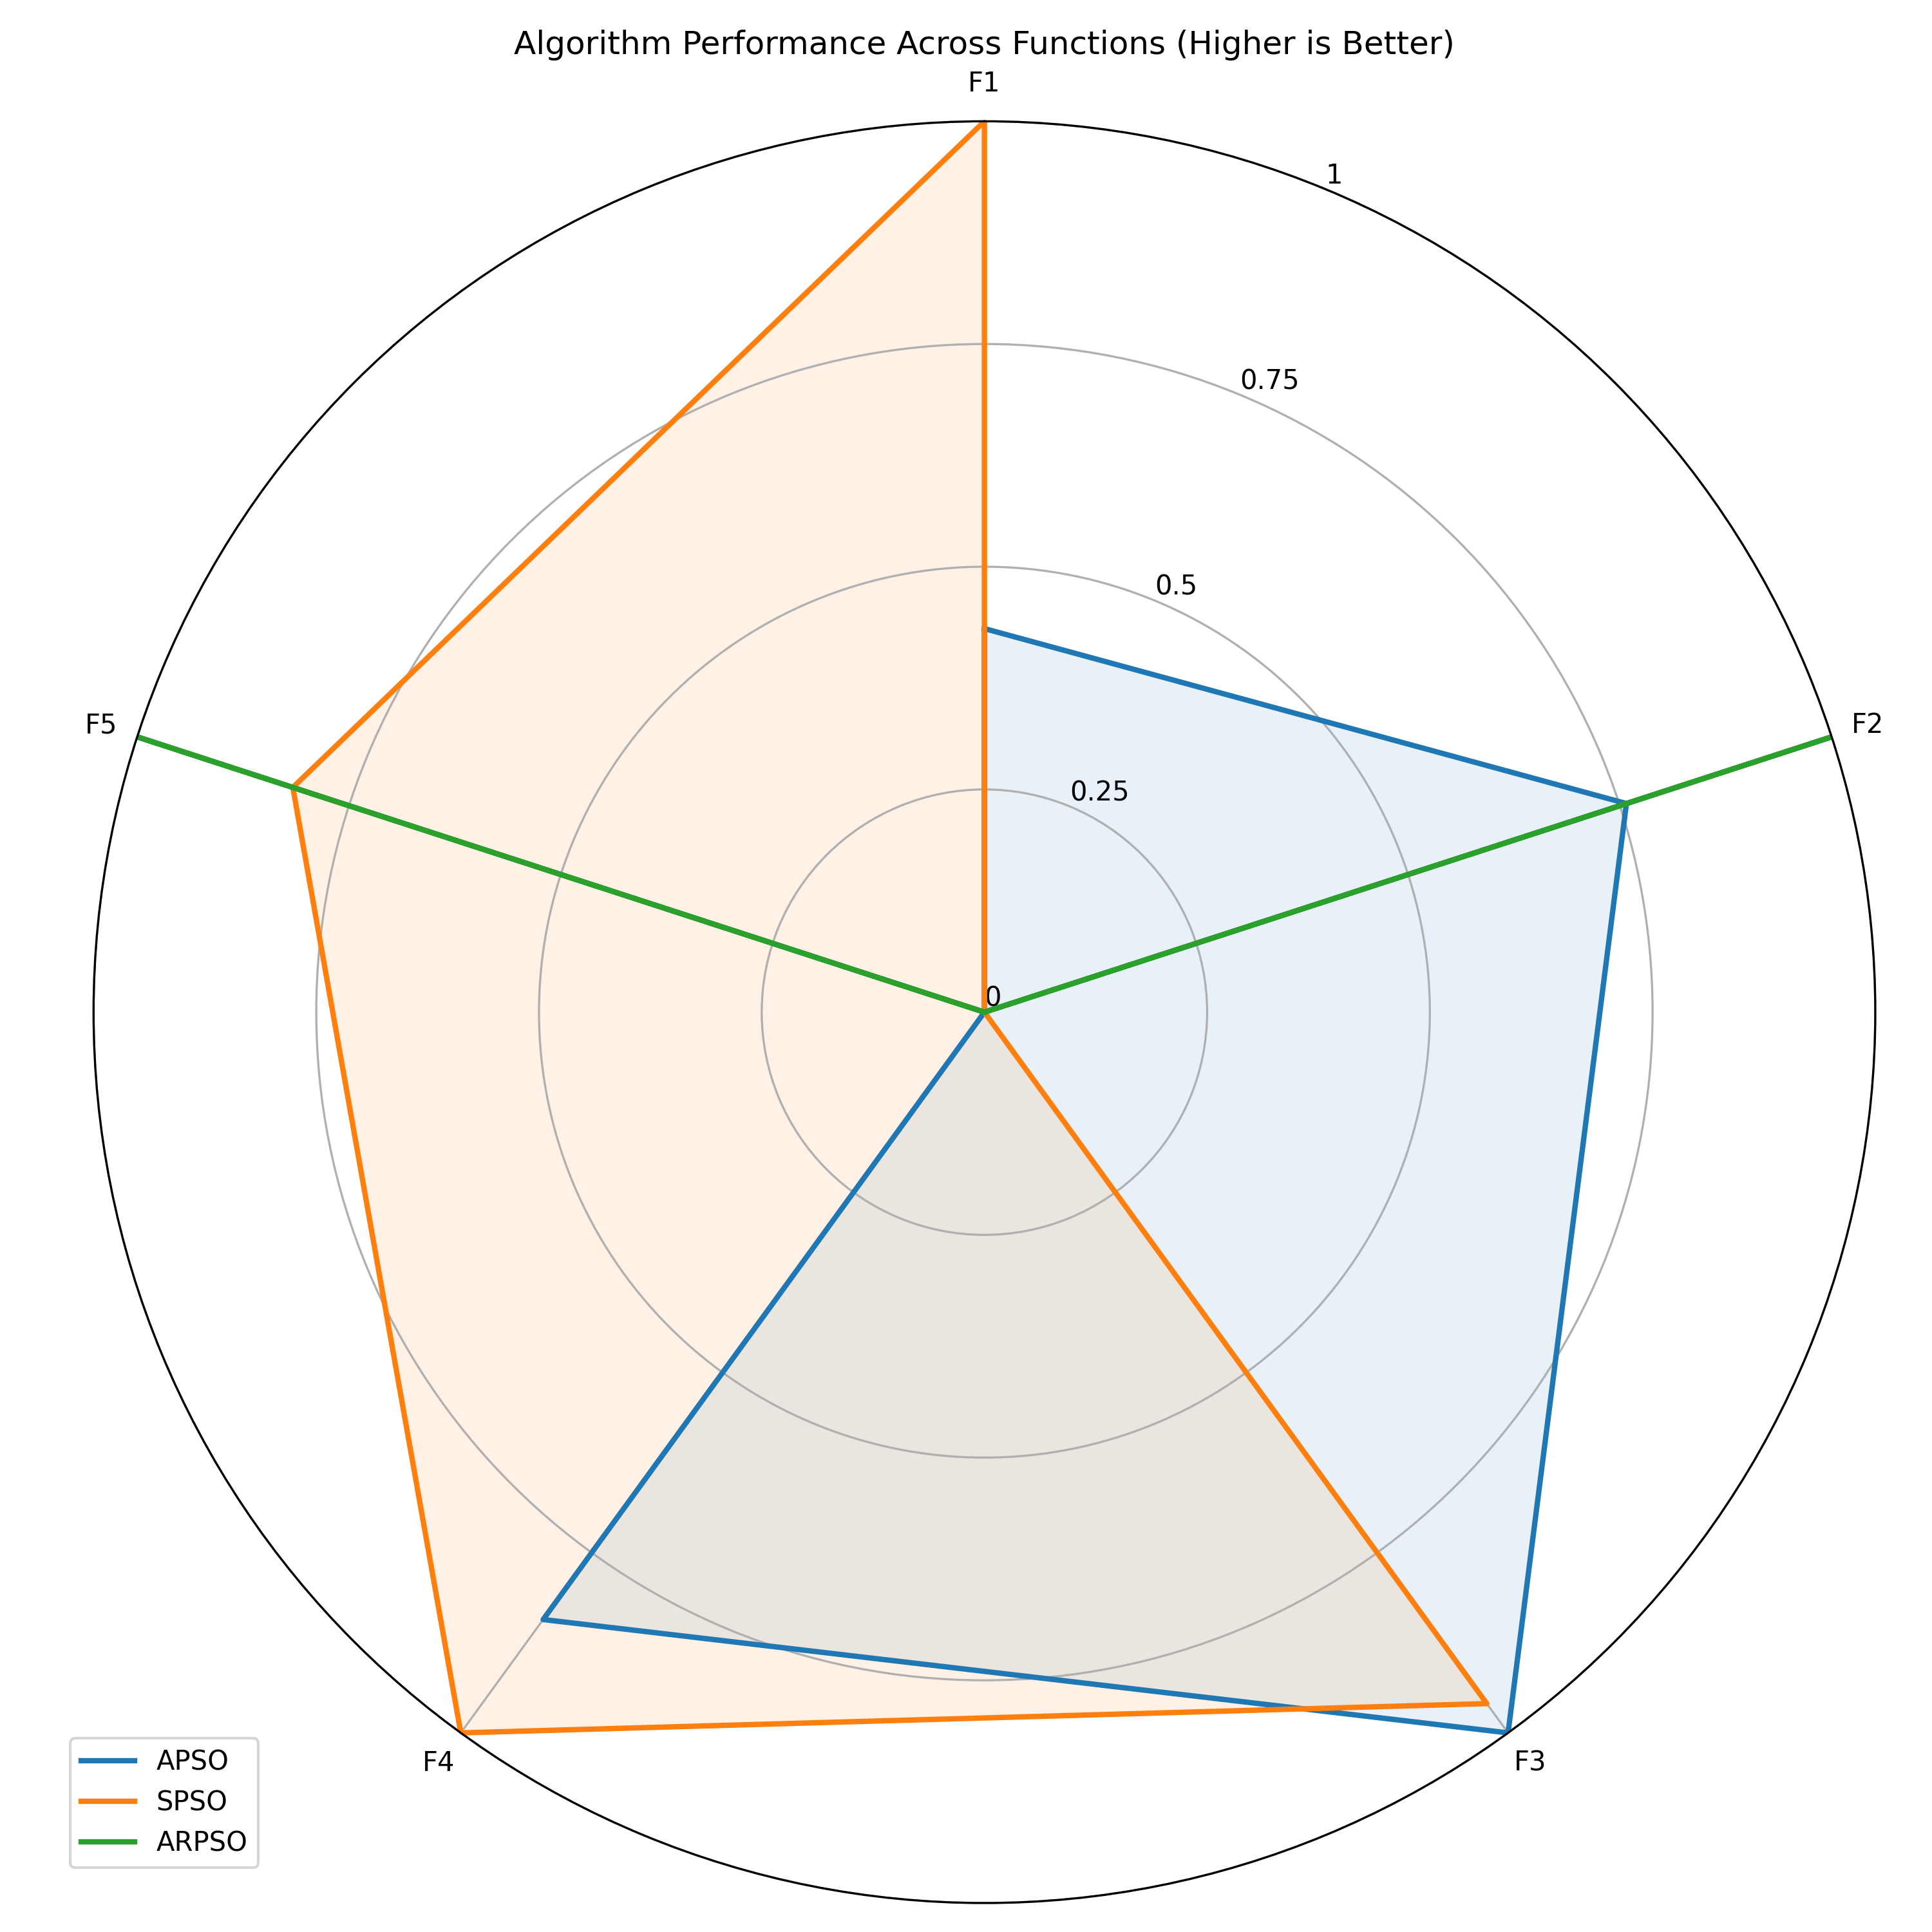 Algorithm Performance Across Functions (Higher is Better)
F1
1
0.75
0.5
F5
F2
0.25
0
F4
F3
APSO
SPSO
ARPSO